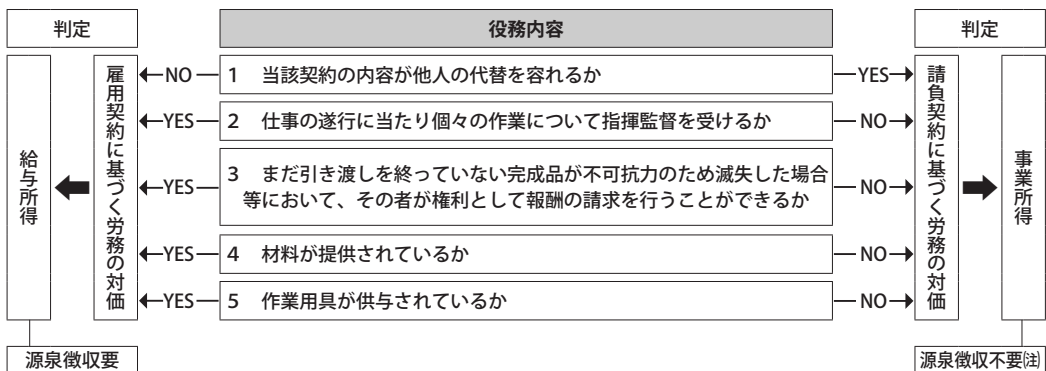 判定
役務内容
判定
給与所得
雇用契約に基づく労務の対価
NO
1 当該契約の内容が他人の代替を容れるか
YES
YES
2 仕事の遂行に当たり個々の作業について指揮監督を受けるか
NO
YES
3 まだ引き渡しを終っていない完成品が不可抗力のため滅失した場合
等において、その者が権利として報酬の請求を行うことができるか
NO
YES
4 材料が提供されているか
NO
YES
5 作業用具が供与されているか
NO
請負契約に基づく労務の対価
事業所得
源泉徴収要
源泉徴収不要㊟